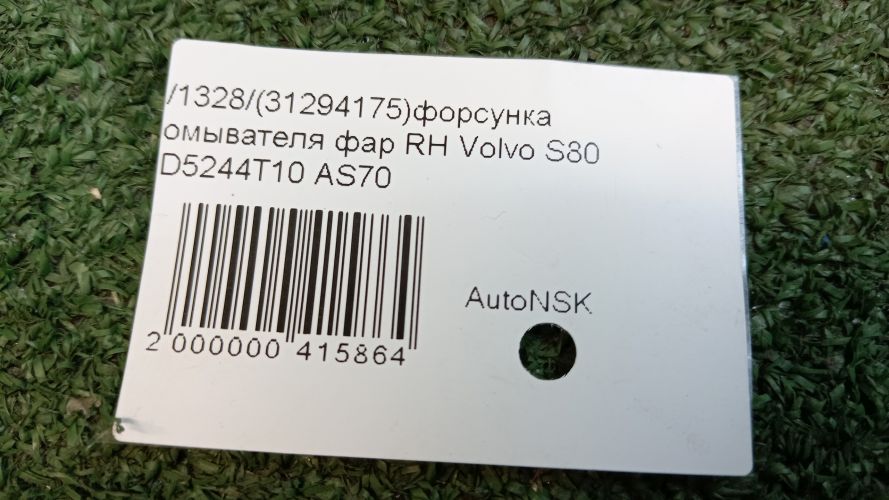 /1328/(31294175)форсунка
омывателя фар RH Volvo S80
D5244T10 AS70
AutoNSK
2 000000 415864